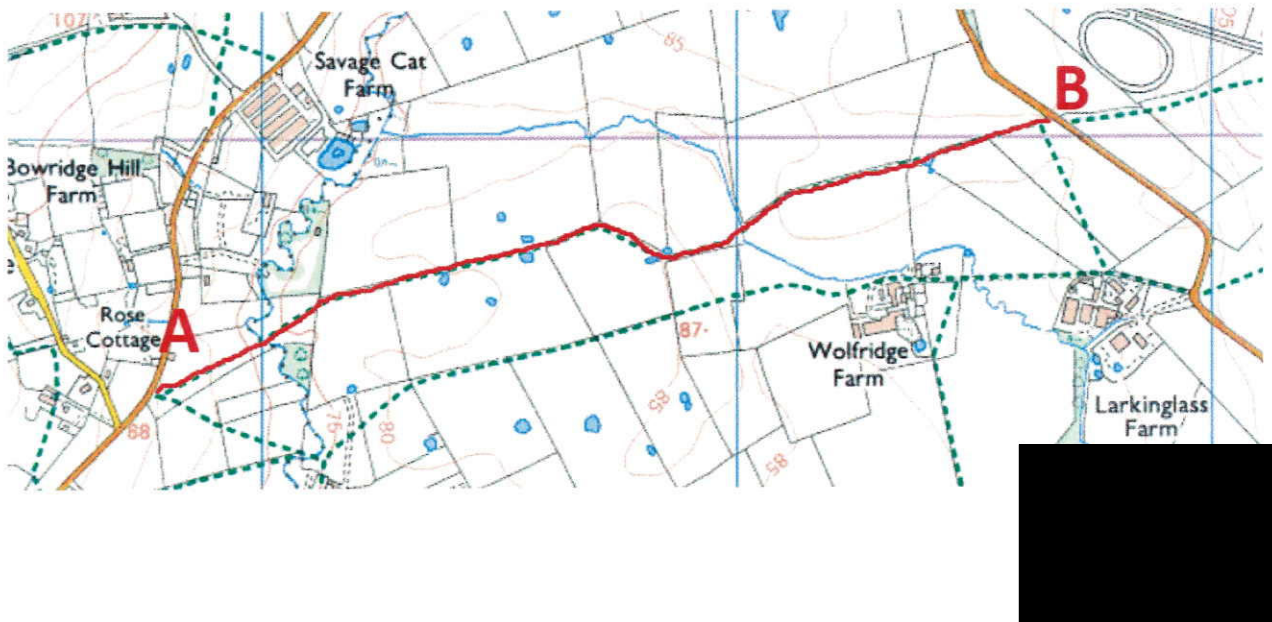 107
85
25
Savage Cat
Farm
B
Bowridge Hill
Farm
e
Rose
Cottage
A
87
Wolfridge
Farm
88
75
80
85
85
Larkinglass
Farm